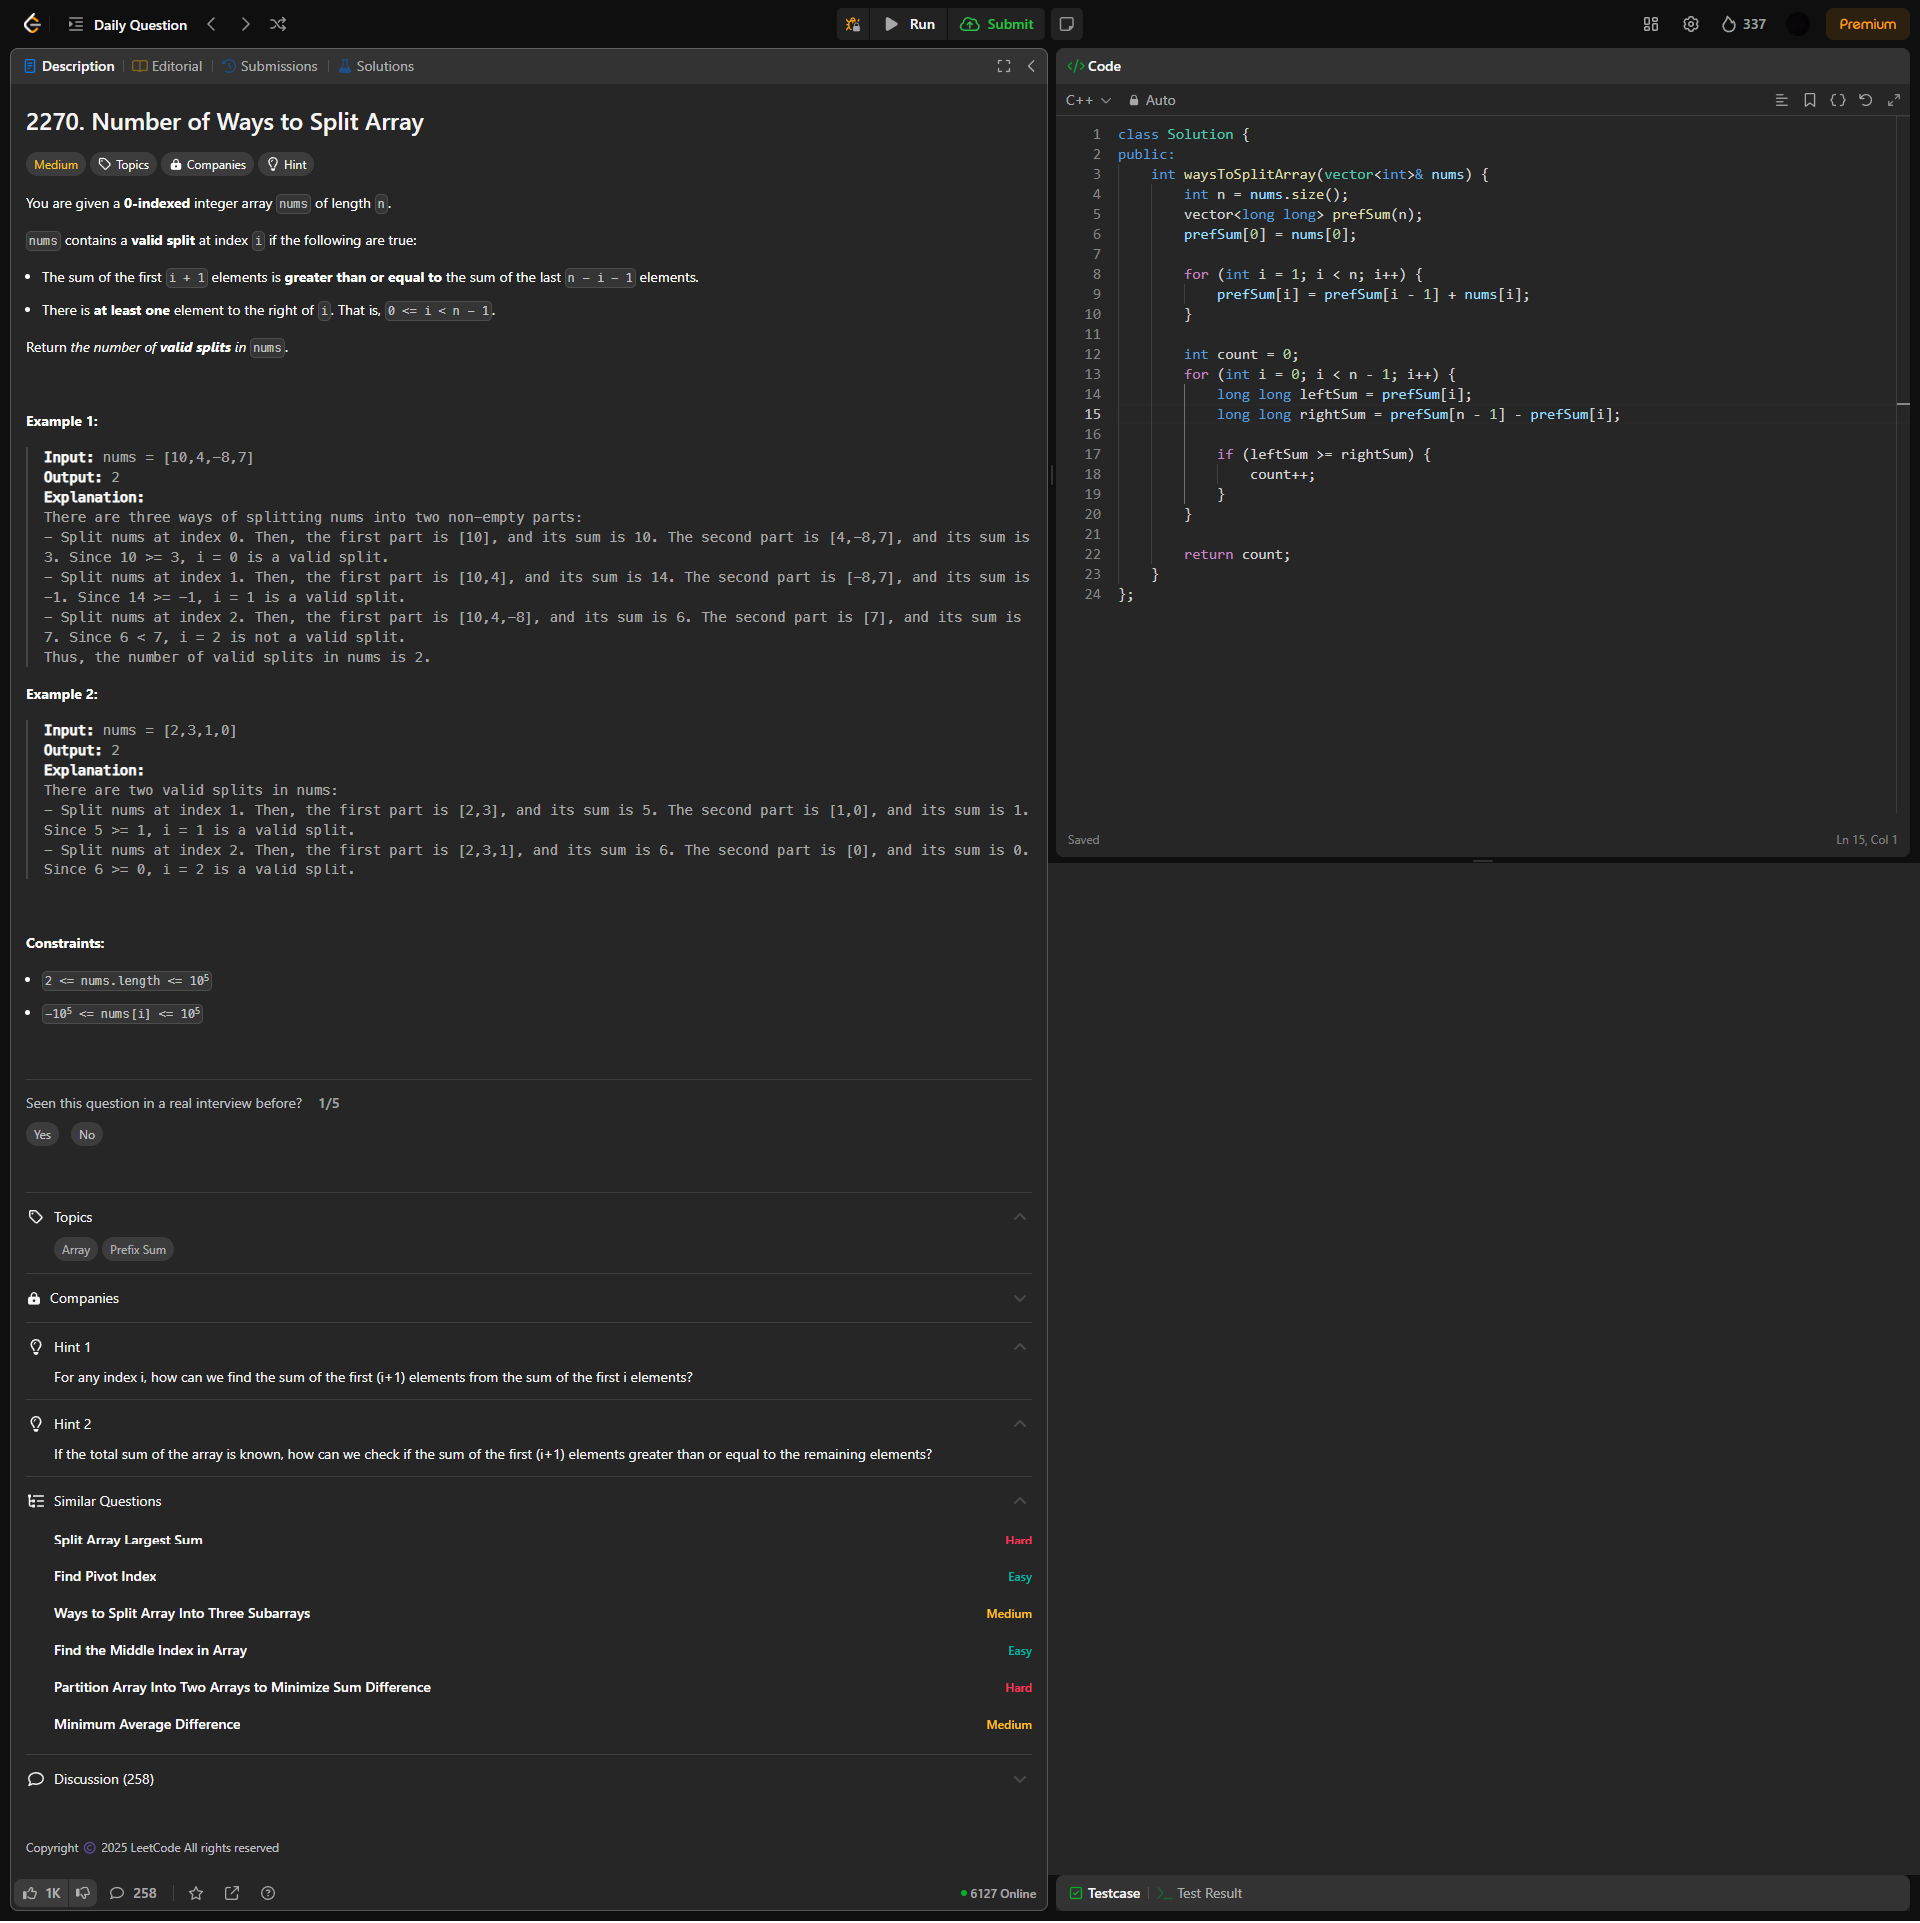 Daily Question
Run
Submit
337
Premium
Description
Editorial
Submissions
Solutions
2270. Number of Ways to Split Array
Medium
Topics
Companies
Hint
You are given a 0-indexed integer array nums of length n.
nums contains a valid split at index i if the following are true:
• The sum of the first i + 1 elements is greater than or equal to the sum of the last n - i - 1 elements.
• There is at least one element to the right of i. That is, 0 <= i < n - 1.
Return the number of valid splits in nums.
Example 1:
Input: nums = [10,4,-8,7]
Output: 2
Explanation:
There are three ways of splitting nums into two non-empty parts:
- Split nums at index 0. Then, the first part is [10], and its sum is 10. The second part is [4,-8,7], and its sum is
3. Since 10 >= 3, i = 0 is a valid split.
- Split nums at index 1. Then, the first part is [10,4], and its sum is 14. The second part is [-8,7], and its sum is
-1. Since 14 >= -1, i = 1 is a valid split.
- Split nums at index 2. Then, the first part is [10,4,-8], and its sum is 6. The second part is [7], and its sum is
7. Since 6 < 7, i = 2 is not a valid split.
Thus, the number of valid splits in nums is 2.
Example 2:
Input: nums = [2,3,1,0]
Output: 2
Explanation:
There are two valid splits in nums:
- Split nums at index 1. Then, the first part is [2,3], and its sum is 5. The second part is [1,0], and its sum is 1.
Since 5 >= 1, i = 1 is a valid split.
- Split nums at index 2. Then, the first part is [2,3,1], and its sum is 6. The second part is [0], and its sum is 0.
Since 6 >= 0, i = 2 is a valid split.
Constraints:
• 2 <= nums.length <= 10⁵
• -10⁵ <= nums[i] <= 10⁵
Seen this question in a real interview before? 1/5
Yes No
Topics
Array Prefix Sum
Companies
Hint 1
For any index i, how can we find the sum of the first (i+1) elements from the sum of the first i elements?
Hint 2
If the total sum of the array is known, how can we check if the sum of the first (i+1) elements greater than or equal to the remaining elements?
Similar Questions
Split Array Largest Sum Hard
Find Pivot Index Easy
Ways to Split Array Into Three Subarrays Medium
Find the Middle Index in Array Easy
Partition Array Into Two Arrays to Minimize Sum Difference Hard
Minimum Average Difference Medium
Discussion (258)
Copyright © 2025 LeetCode All rights reserved
1K 258
6127 Online
</> Code
C++ Auto
1 class Solution {
2 public:
3     int waysToSplitArray(vector<int>& nums) {
4         int n = nums.size();
5         vector<long long> prefSum(n);
6         prefSum[0] = nums[0];
7
8         for (int i = 1; i < n; i++) {
9             prefSum[i] = prefSum[i - 1] + nums[i];
10         }
11
12         int count = 0;
13         for (int i = 0; i < n - 1; i++) {
14             long long leftSum = prefSum[i];
15             long long rightSum = prefSum[n - 1] - prefSum[i];
16
17             if (leftSum >= rightSum) {
18                 count++;
19             }
20         }
21
22         return count;
23     }
24 };
Saved
Ln 15, Col 1
Testcase
Test Result